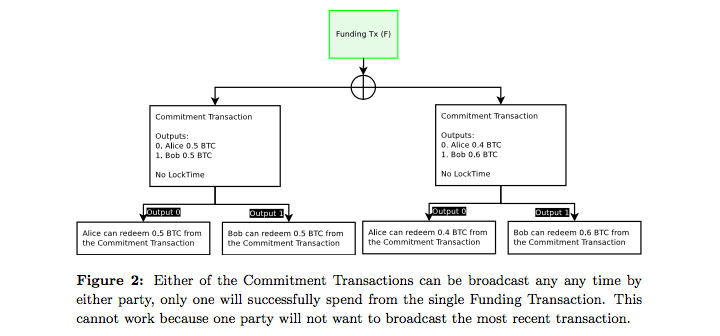 Funding Tx (F)
Commitment Transaction
Outputs:
0. Alice 0.5 BTC
1. Bob 0.5 BTC
No LockTime
Commitment Transaction
Outputs:
0. Alice 0.4 BTC
1. Bob 0.6 BTC
No LockTime
Output 0
Output 1
Output 0
Output 1
Alice can redeem 0.5 BTC from
the Commitment Transaction
Bob can redeem 0.5 BTC from
the Commitment Transaction
Alice can redeem 0.4 BTC from
the Commitment Transaction
Bob can redeem 0.6 BTC from
the Commitment Transaction
Figure 2: Either of the Commitment Transactions can be broadcast any any time by
either party, only one will successfully spend from the single Funding Transaction. This
cannot work because one party will not want to broadcast the most recent transaction.